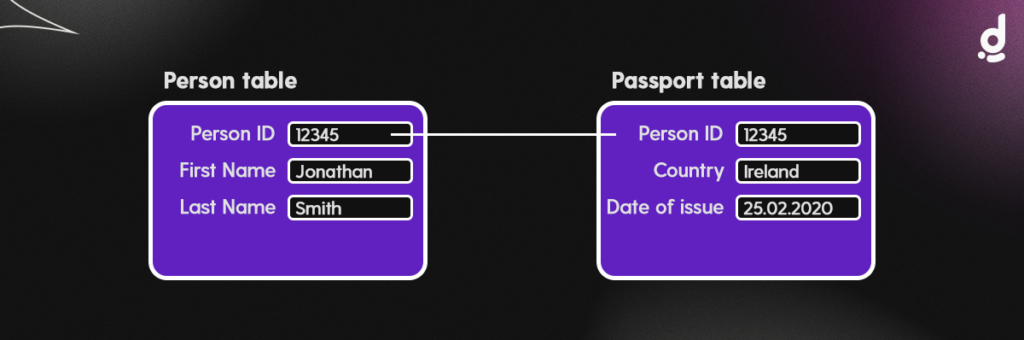 Person table
Person ID 12345
First Name Jonathan
Last Name Smith
Passport table
Person ID 12345
Country Ireland
Date of issue 25.02.2020